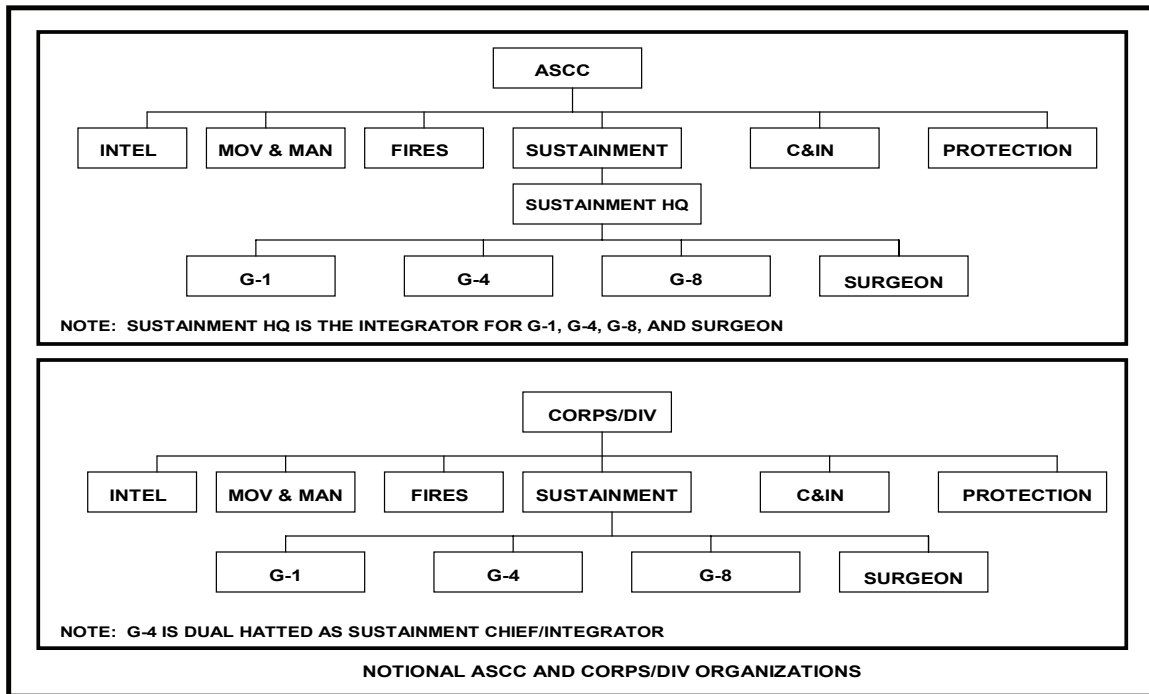 ASCC
INTEL MOV & MAN FIRES SUSTAINMENT C&IN PROTECTION
SUSTAINMENT HQ
G-1 G-4 G-8 SURGEON
NOTE: SUSTAINMENT HQ IS THE INTEGRATOR FOR G-1, G-4, G-8, AND SURGEON
CORPS/DIV
INTEL MOV & MAN FIRES SUSTAINMENT C&IN PROTECTION
G-1 G-4 G-8 SURGEON
NOTE: G-4 IS DUAL HATTED AS SUSTAINMENT CHIEF/INTEGRATOR
NOTIONAL ASCC AND CORPS/DIV ORGANIZATIONS